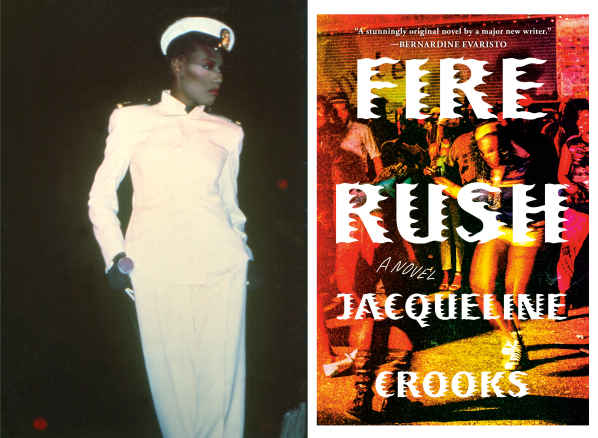 "A stunningly original novel by a major new writer."
—BERNARDINE EVARISTO
FIRE
RUSH
A NOVEL
JACQUELINE
CROOKS